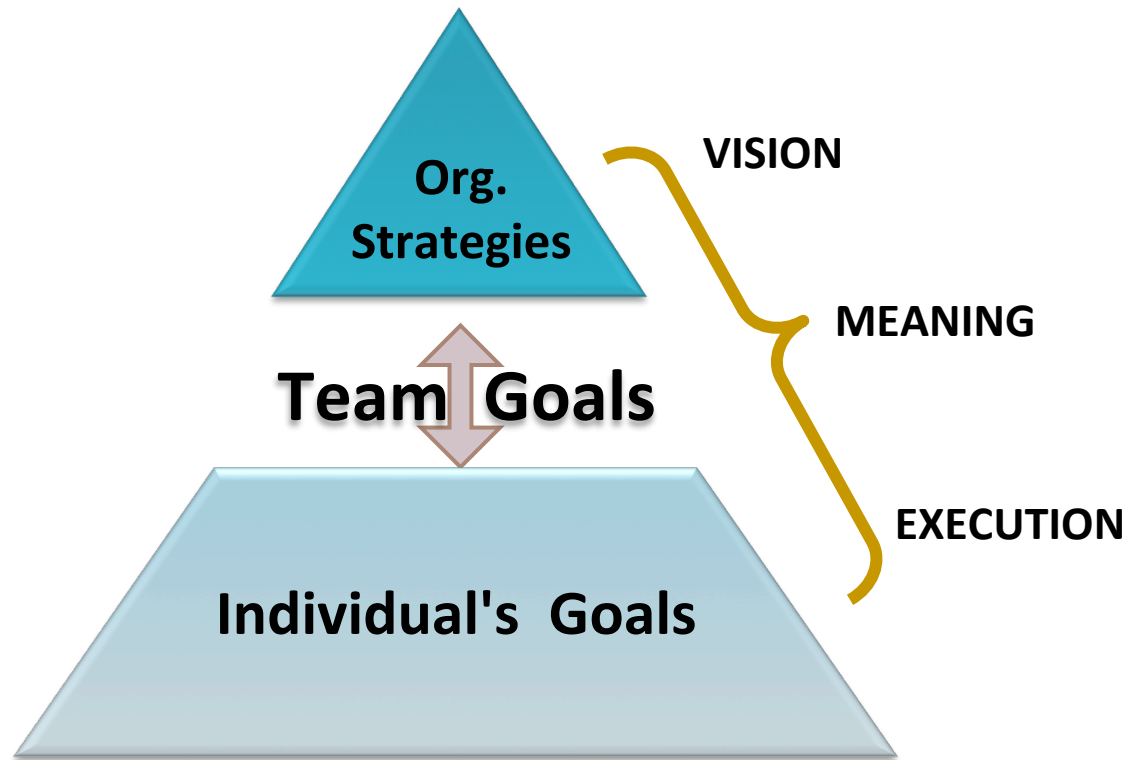 Org.
Strategies
VISION
MEANING
Team Goals
EXECUTION
Individual's Goals